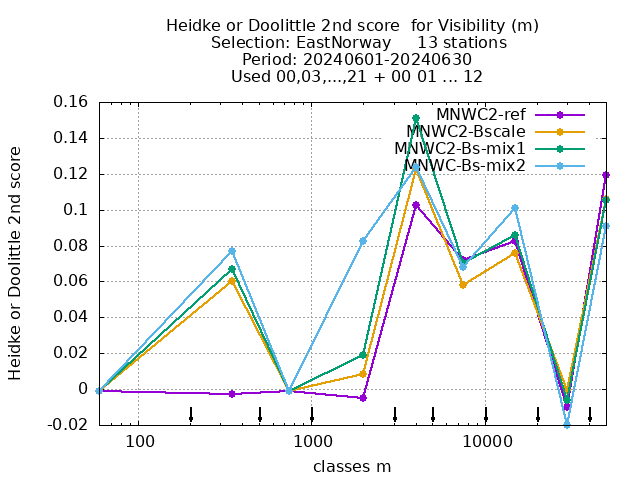 Heidke or Doolittle 2nd score  for Visibility (m)
Selection: EastNorway     13 stations
Period: 20240601-20240630
Used 00,03,...,21 + 00 01 ... 12
MNWC2-ref
MNWC2-Bscale
MNWC2-Bs-mix1
MNWC-Bs-mix2
Heidke or Doolittle 2nd score
0.16
0.14
0.12
0.1
0.08
0.06
0.04
0.02
0
-0.02
100
1000
10000
classes m